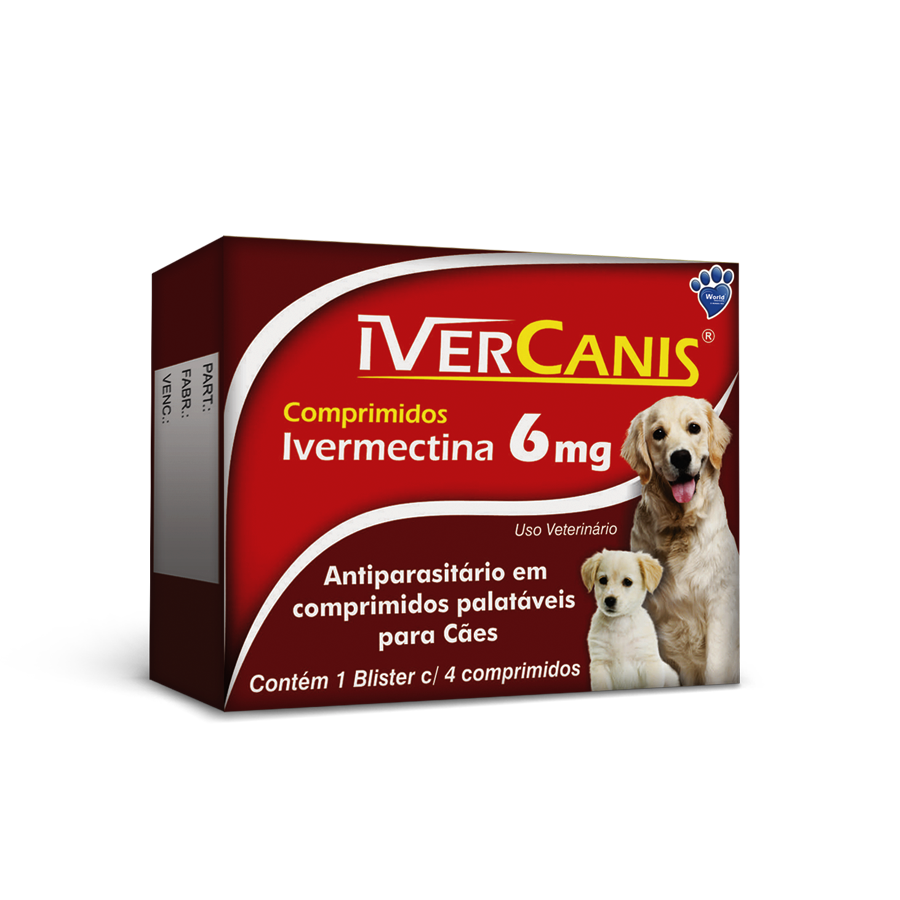 World
IVERCANIS®
Comprimidos
Ivermectina 6mg
Uso Veterinário
Antiparasitário em
comprimidos palatáveis
para Cães
Contém 1 Blister c/ 4 comprimidos
PART.:
FABR.:
VENC.: